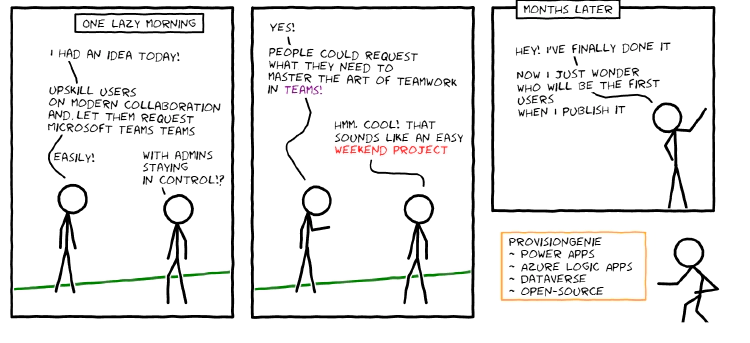 ONE LAZY MORNING
I HAD AN IDEA TODAY!
UPSKILL USERS
ON MODERN COLLABORATION
AND. LET THEM REQUEST
MICROSOFT TEAMS TEAMS
EASILY!
WITH ADMINS
STAYING
IN CONTROL!?
YES!
PEOPLE COULD REQUEST
WHAT THEY NEED TO
MASTER THE ART OF TEAMWORK
IN TEAMS!
HMM. COOL! THAT
SOUNDS LIKE AN EASY
WEEKEND PROJECT
MONTHS LATER
HEY! I'VE FINALLY DONE IT
NOW I JUST WONDER
WHO WILL BE THE FIRST
USERS
WHEN I PUBLISH IT
PROVISIONGENIE
~ POWER APPS
~ AZURE LOGIC APPS
~ DATAVERSE
~ OPEN-SOURCE